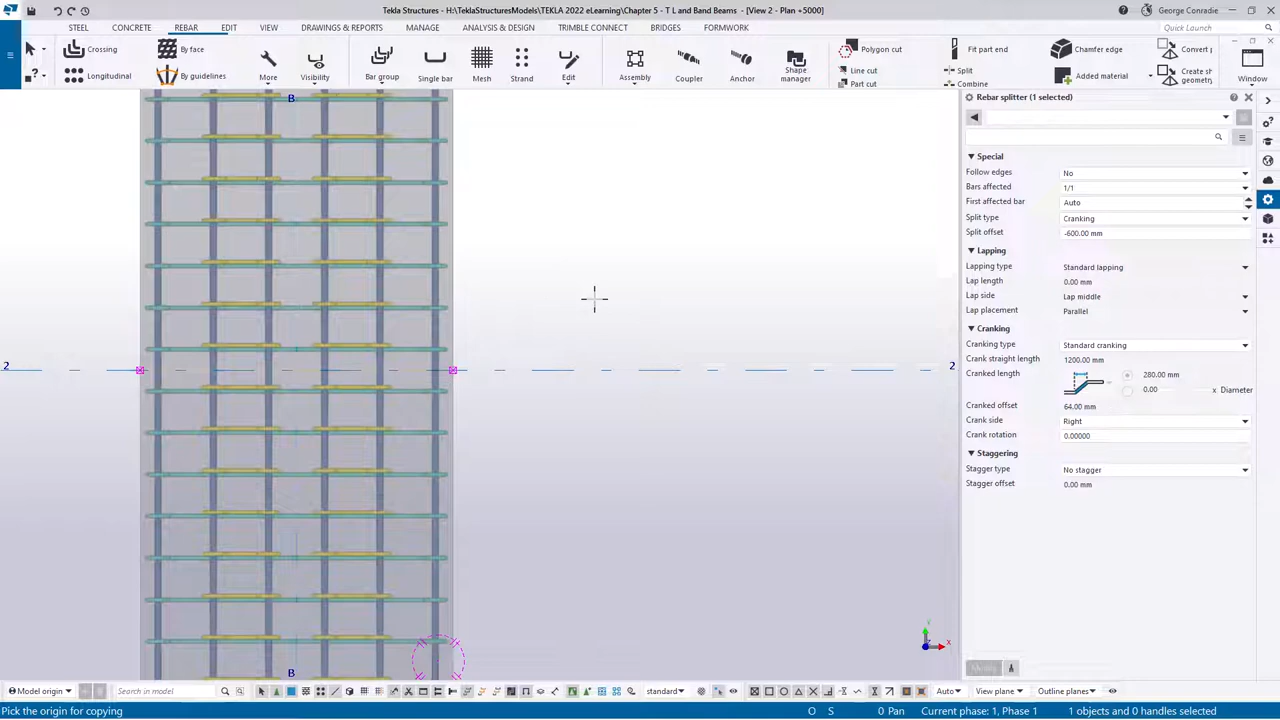 Tekla Structures - H:\TeklaStructuresModels\TEKLA 2022 eLearning\Chapter 5 - T L and Band Beams - [View 2 - Plan +5000]
George Conradie
STEEL CONCRETE REBAR EDIT VIEW DRAWINGS & REPORTS MANAGE ANALYSIS & DESIGN TRIMBLE CONNECT BRIDGES FORMWORK
Quick Launch
Crossing By face Polygon cut Fit part end Chamfer edge Convert p
Longitudinal By guidelines Line cut Split Added material Create sh
geometry
More Visibility Bar group Single bar Mesh Strand Edit Assembly Coupler Anchor Shape manager Part cut Combine Window
Rebar splitter (1 selected)
Special
Follow edges No
Bars affected 1/1
First affected bar Auto
Split type Cranking
Split offset -600.00 mm
Lapping
Lapping type Standard lapping
Lap length 0.00 mm
Lap side Lap middle
Lap placement Parallel
Cranking
Cranking type Standard cranking
Crank straight length 1200.00 mm
Cranked length 280.00 mm
0.00 x Diameter
Cranked offset 64.00 mm
Crank side Right
Crank rotation 0.00000
Staggering
Stagger type No stagger
Stagger offset 0.00 mm
B
2 2
B
Y
X
Modify
Model origin Search in model standard Auto View plane Outline planes
Pick the origin for copying O S 0 Pan Current phase: 1, Phase 1 1 objects and 0 handles selected